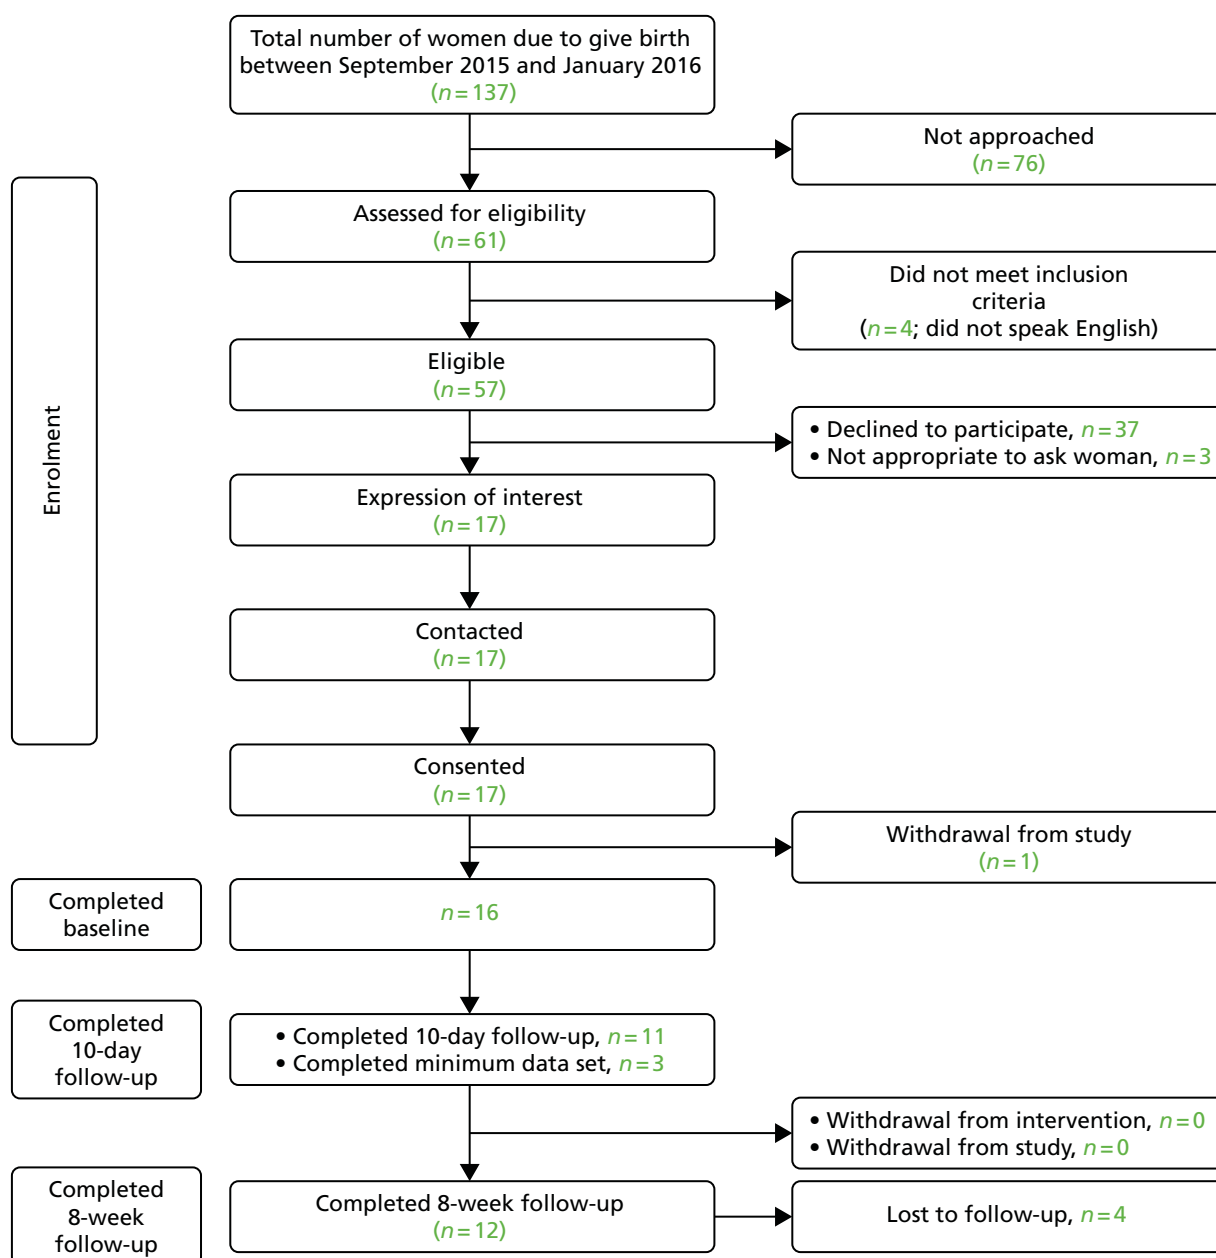 Total number of women due to give birth
between September 2015 and January 2016
(n=137)
Not approached
(n=76)
Enrolment
Assessed for eligibility
(n=61)
Did not meet inclusion
criteria
(n=4; did not speak English)
Eligible
(n=57)
• Declined to participate, n=37
• Not appropriate to ask woman, n=3
Expression of interest
(n=17)
Contacted
(n=17)
Consented
(n=17)
Withdrawal from study
(n=1)
Completed
baseline
n=16
Completed
10-day
follow-up
• Completed 10-day follow-up, n=11
• Completed minimum data set, n=3
• Withdrawal from intervention, n=0
• Withdrawal from study, n=0
Completed
8-week
follow-up
Completed 8-week follow-up
(n=12)
Lost to follow-up, n=4